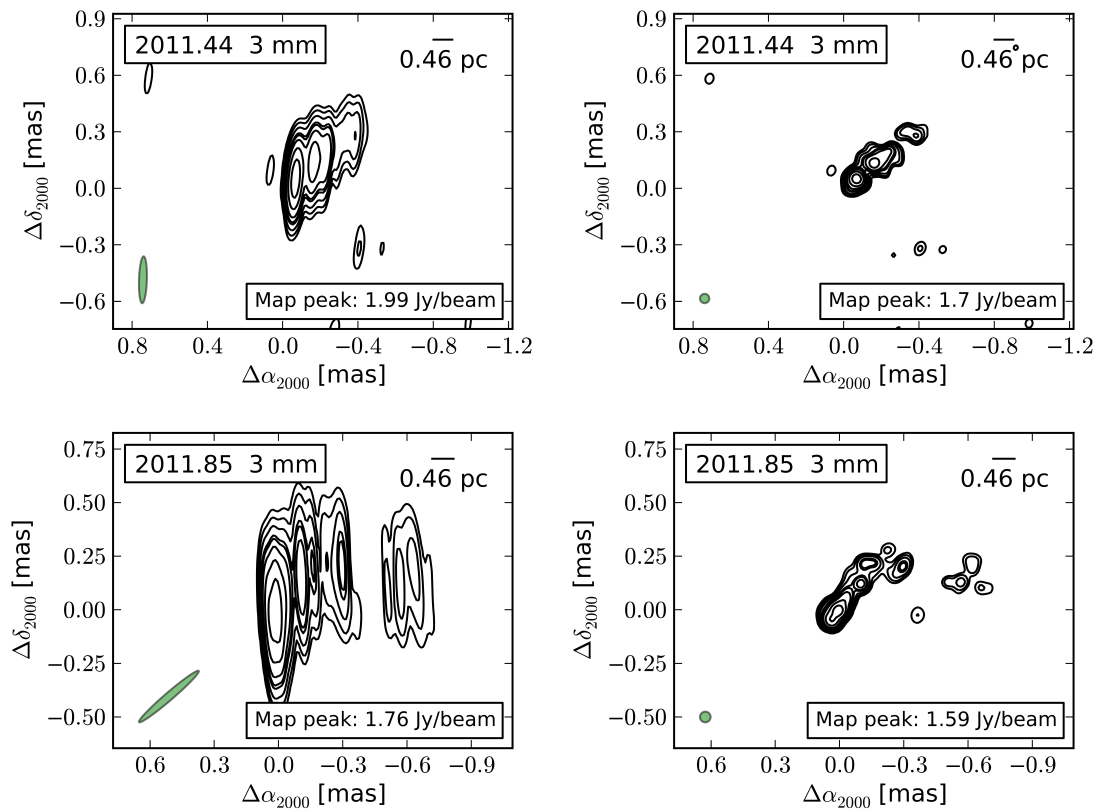 2011.44 3 mm
0.46 pc
0.9
0.6
0.3
0.0
−0.3
−0.6
Δδ2000 [mas]
Map peak: 1.99 Jy/beam
0.8 0.4 0.0 −0.4 −0.8 −1.2
Δα2000 [mas]
2011.44 3 mm
0.46 pc
0.9
0.6
0.3
0.0
−0.3
−0.6
Δδ2000 [mas]
Map peak: 1.7 Jy/beam
0.8 0.4 0.0 −0.4 −0.8 −1.2
Δα2000 [mas]
2011.85 3 mm
0.46 pc
0.75
0.50
0.25
0.00
−0.25
−0.50
Δδ2000 [mas]
Map peak: 1.76 Jy/beam
0.6 0.3 0.0 −0.3 −0.6 −0.9
Δα2000 [mas]
2011.85 3 mm
0.46 pc
0.75
0.50
0.25
0.00
−0.25
−0.50
Δδ2000 [mas]
Map peak: 1.59 Jy/beam
0.6 0.3 0.0 −0.3 −0.6 −0.9
Δα2000 [mas]